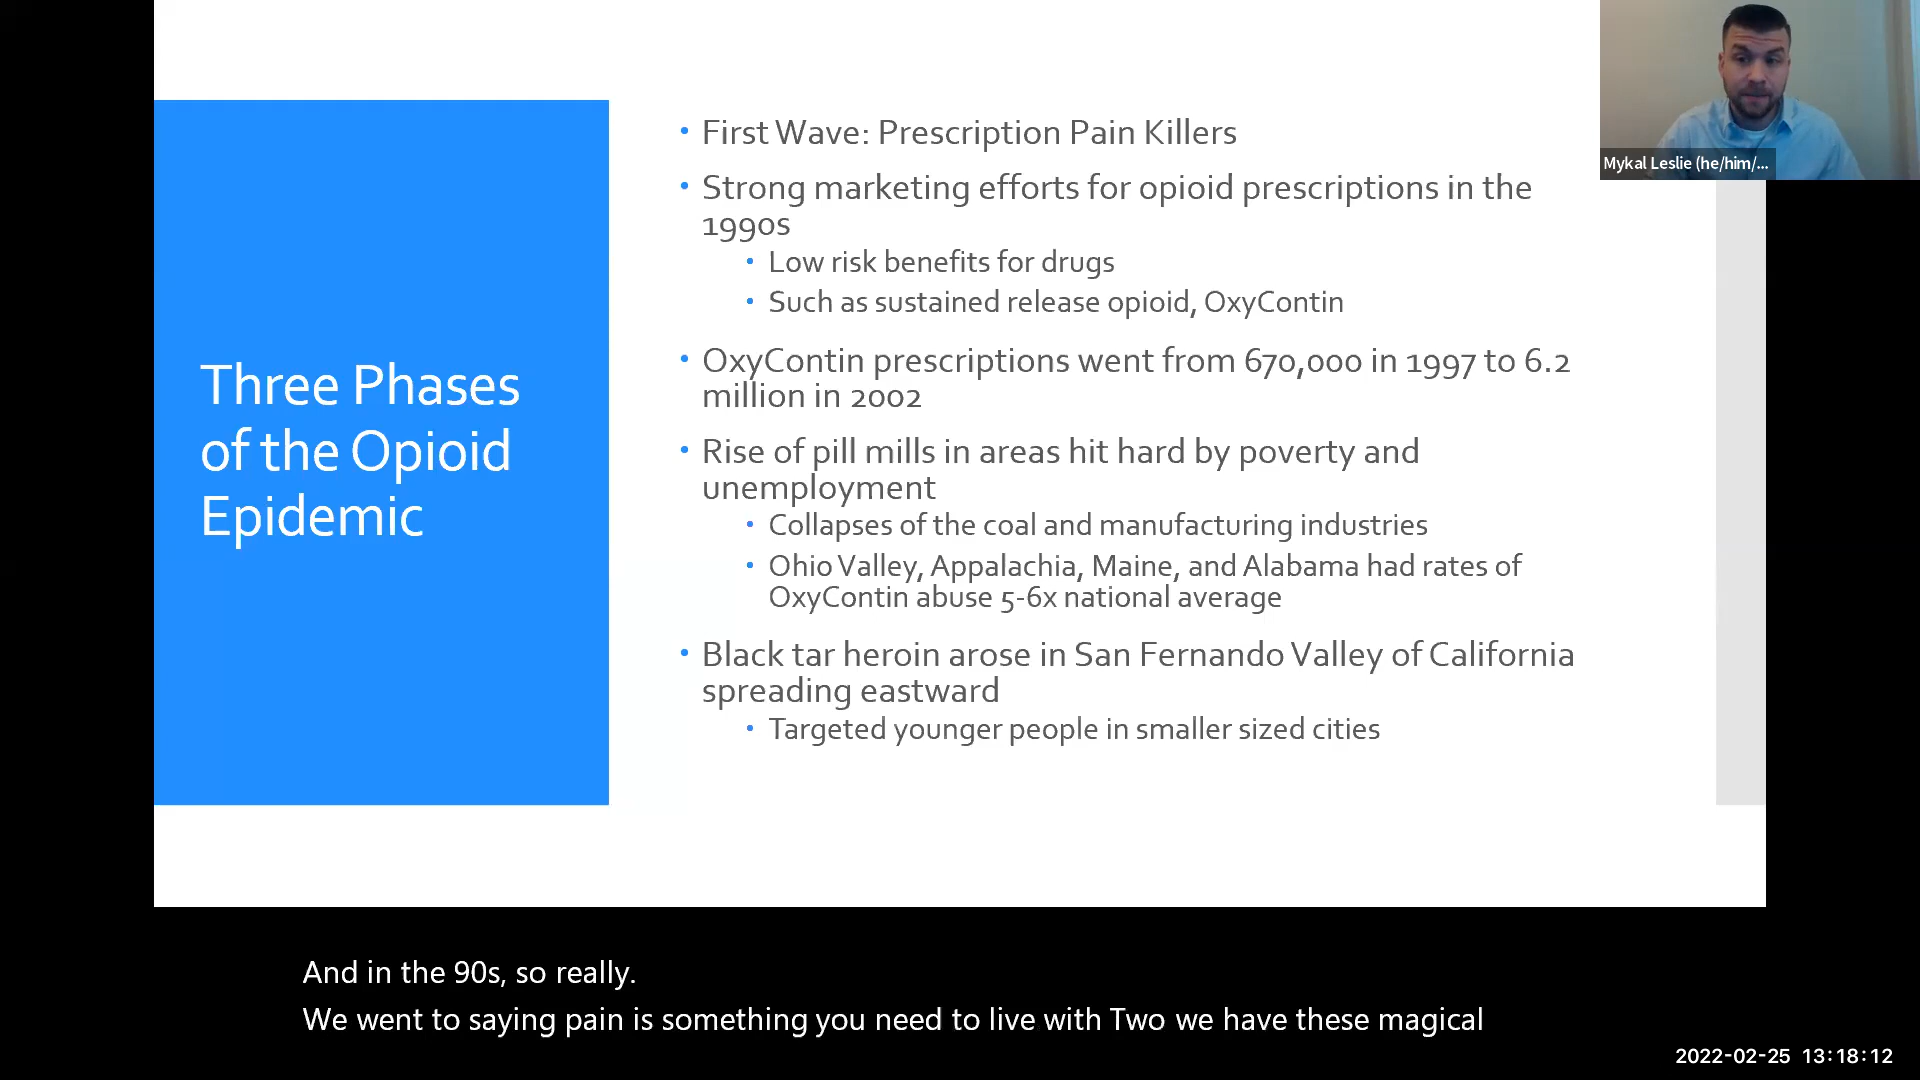 Three Phases
of the Opioid
Epidemic
• First Wave: Prescription Pain Killers
• Strong marketing efforts for opioid prescriptions in the
1990s
• Low risk benefits for drugs
• Such as sustained release opioid, OxyContin
• OxyContin prescriptions went from 670,000 in 1997 to 6.2
million in 2002
• Rise of pill mills in areas hit hard by poverty and
unemployment
• Collapses of the coal and manufacturing industries
• Ohio Valley, Appalachia, Maine, and Alabama had rates of
OxyContin abuse 5-6x national average
• Black tar heroin arose in San Fernando Valley of California
spreading eastward
• Targeted younger people in smaller sized cities
Mykal Leslie (he/him/...
And in the 90s, so really.
We went to saying pain is something you need to live with Two we have these magical
2022-02-25 13:18:12